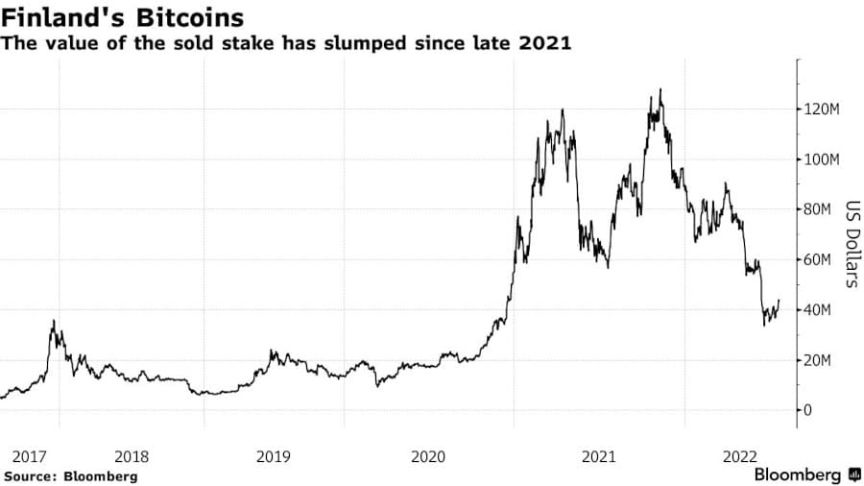 Finland's Bitcoins
The value of the sold stake has slumped since late 2021
120M
100M
80M
60M
40M
20M
0
US Dollars
2017 2018 2019 2020 2021 2022
Source: Bloomberg
Bloomberg